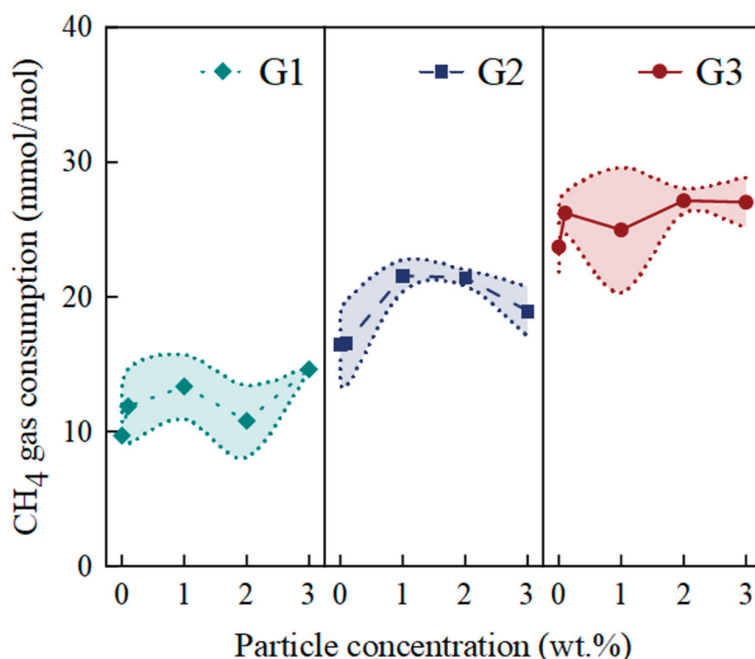 CH₄ gas consumption (mmol/mol)
40
30
20
10
0
G1
G2
G3
0 1 2 3
0 1 2 3
0 1 2 3
Particle concentration (wt.%)